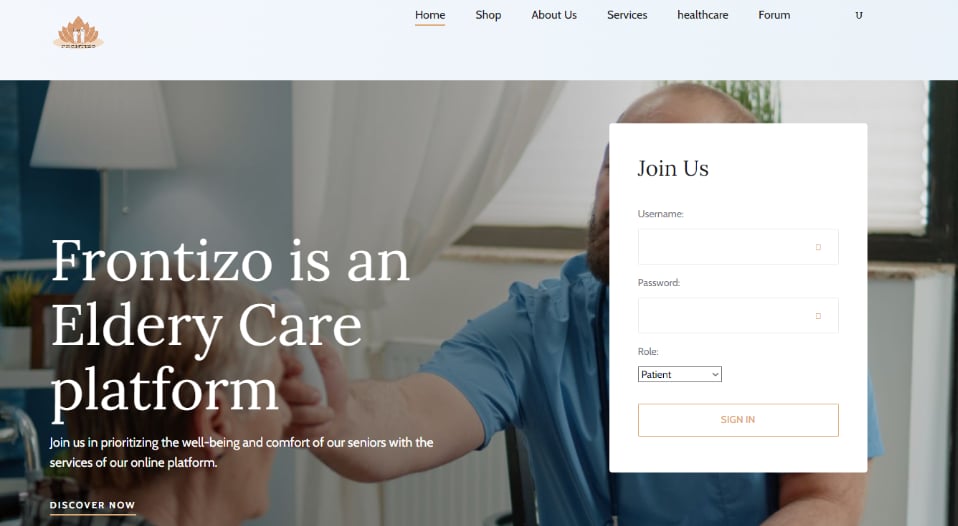 FRONTIZO
Home Shop About Us Services healthcare Forum
Join Us
Username:
Password:
Role:
Patient
SIGN IN
Frontizo is an
Eldery Care
platform
Join us in prioritizing the well-being and comfort of our seniors with the
services of our online platform.
DISCOVER NOW